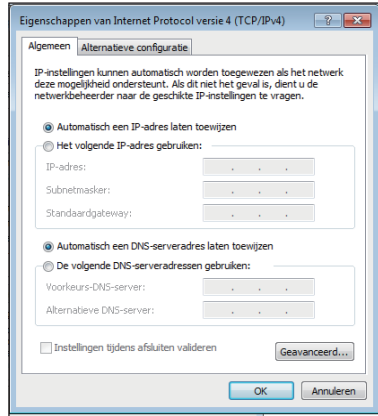 Eigenschappen van Internet Protocol versie 4 (TCP/IPv4)
Algemeen Alternatieve configuratie
IP-instellingen kunnen automatisch worden toegewezen als het netwerk
deze mogelijkheid ondersteunt. Als dit niet het geval is, dient u de
netwerkbeheerder naar de geschikte IP-instellingen te vragen.
Automatisch een IP-adres laten toewijzen
Het volgende IP-adres gebruiken:
IP-adres: . . .
Subnetmasker: . . .
Standaardgateway: . . .
Automatisch een DNS-serveradres laten toewijzen
De volgende DNS-serveradressen gebruiken:
Voorkeurs-DNS-server: . . .
Alternatieve DNS-server: . . .
Instellingen tijdens afsluiten valideren
Geavanceerd...
OK Annuleren